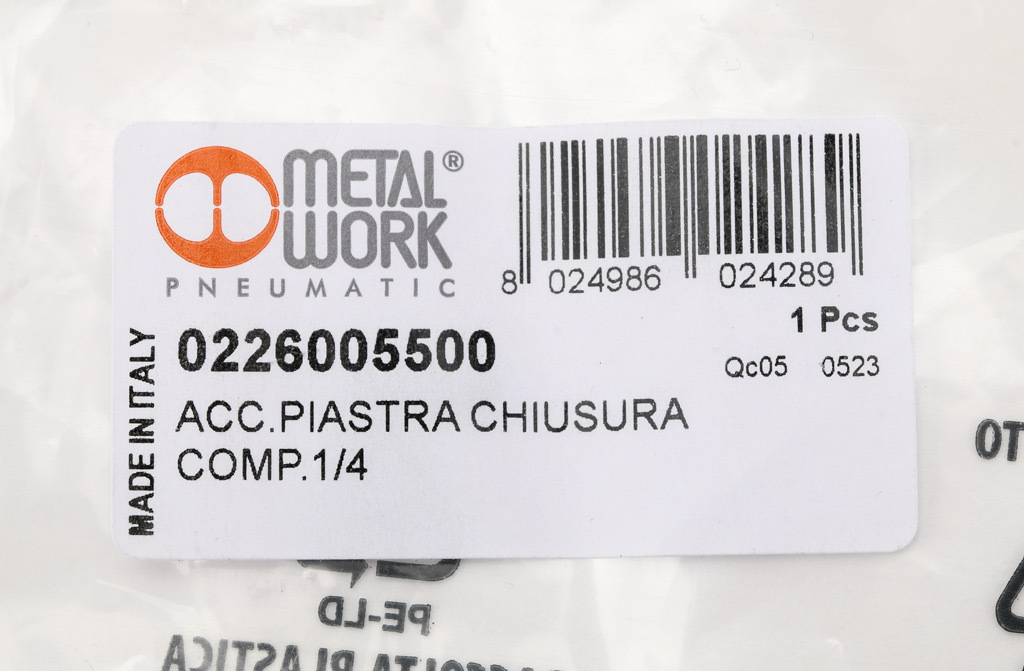 METAL®
WORK
PNEUMATIC
8 024986 024289
1 Pcs
0226005500
Qc05 0523
ACC.PIASTRA CHIUSURA
COMP.1/4
MADE IN ITALY
PE-LD
PLASTICA